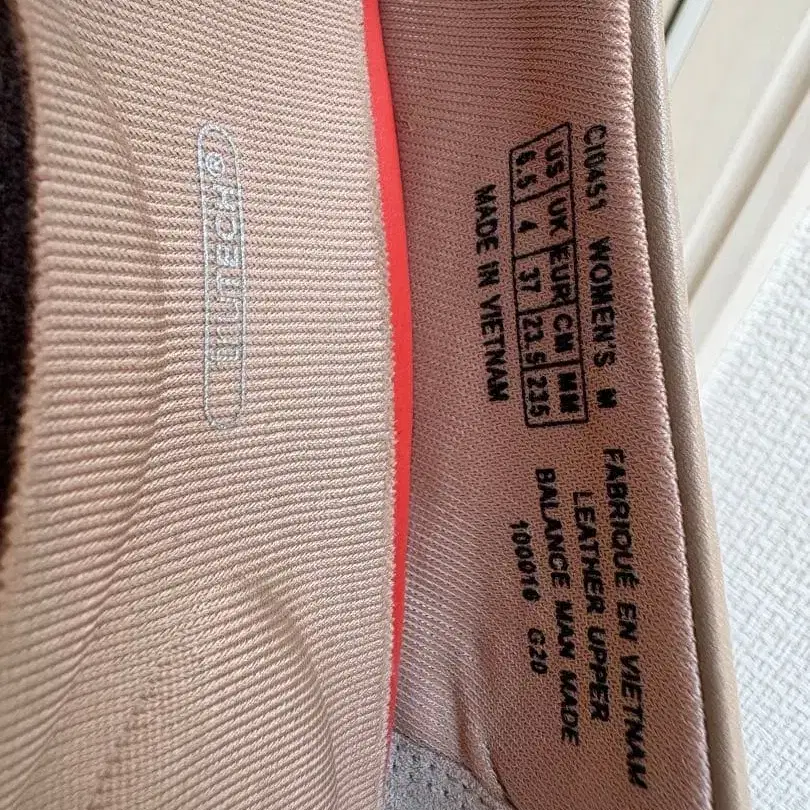 CI0451 WOMEN'S M
US UK EUR CM MM
6.5 4 37 23.5 235
MADE IN VIETNAM
FABRIQUÉ EN VIETNAM
LEATHER UPPER
BALANCE MAN MADE
100016 G20